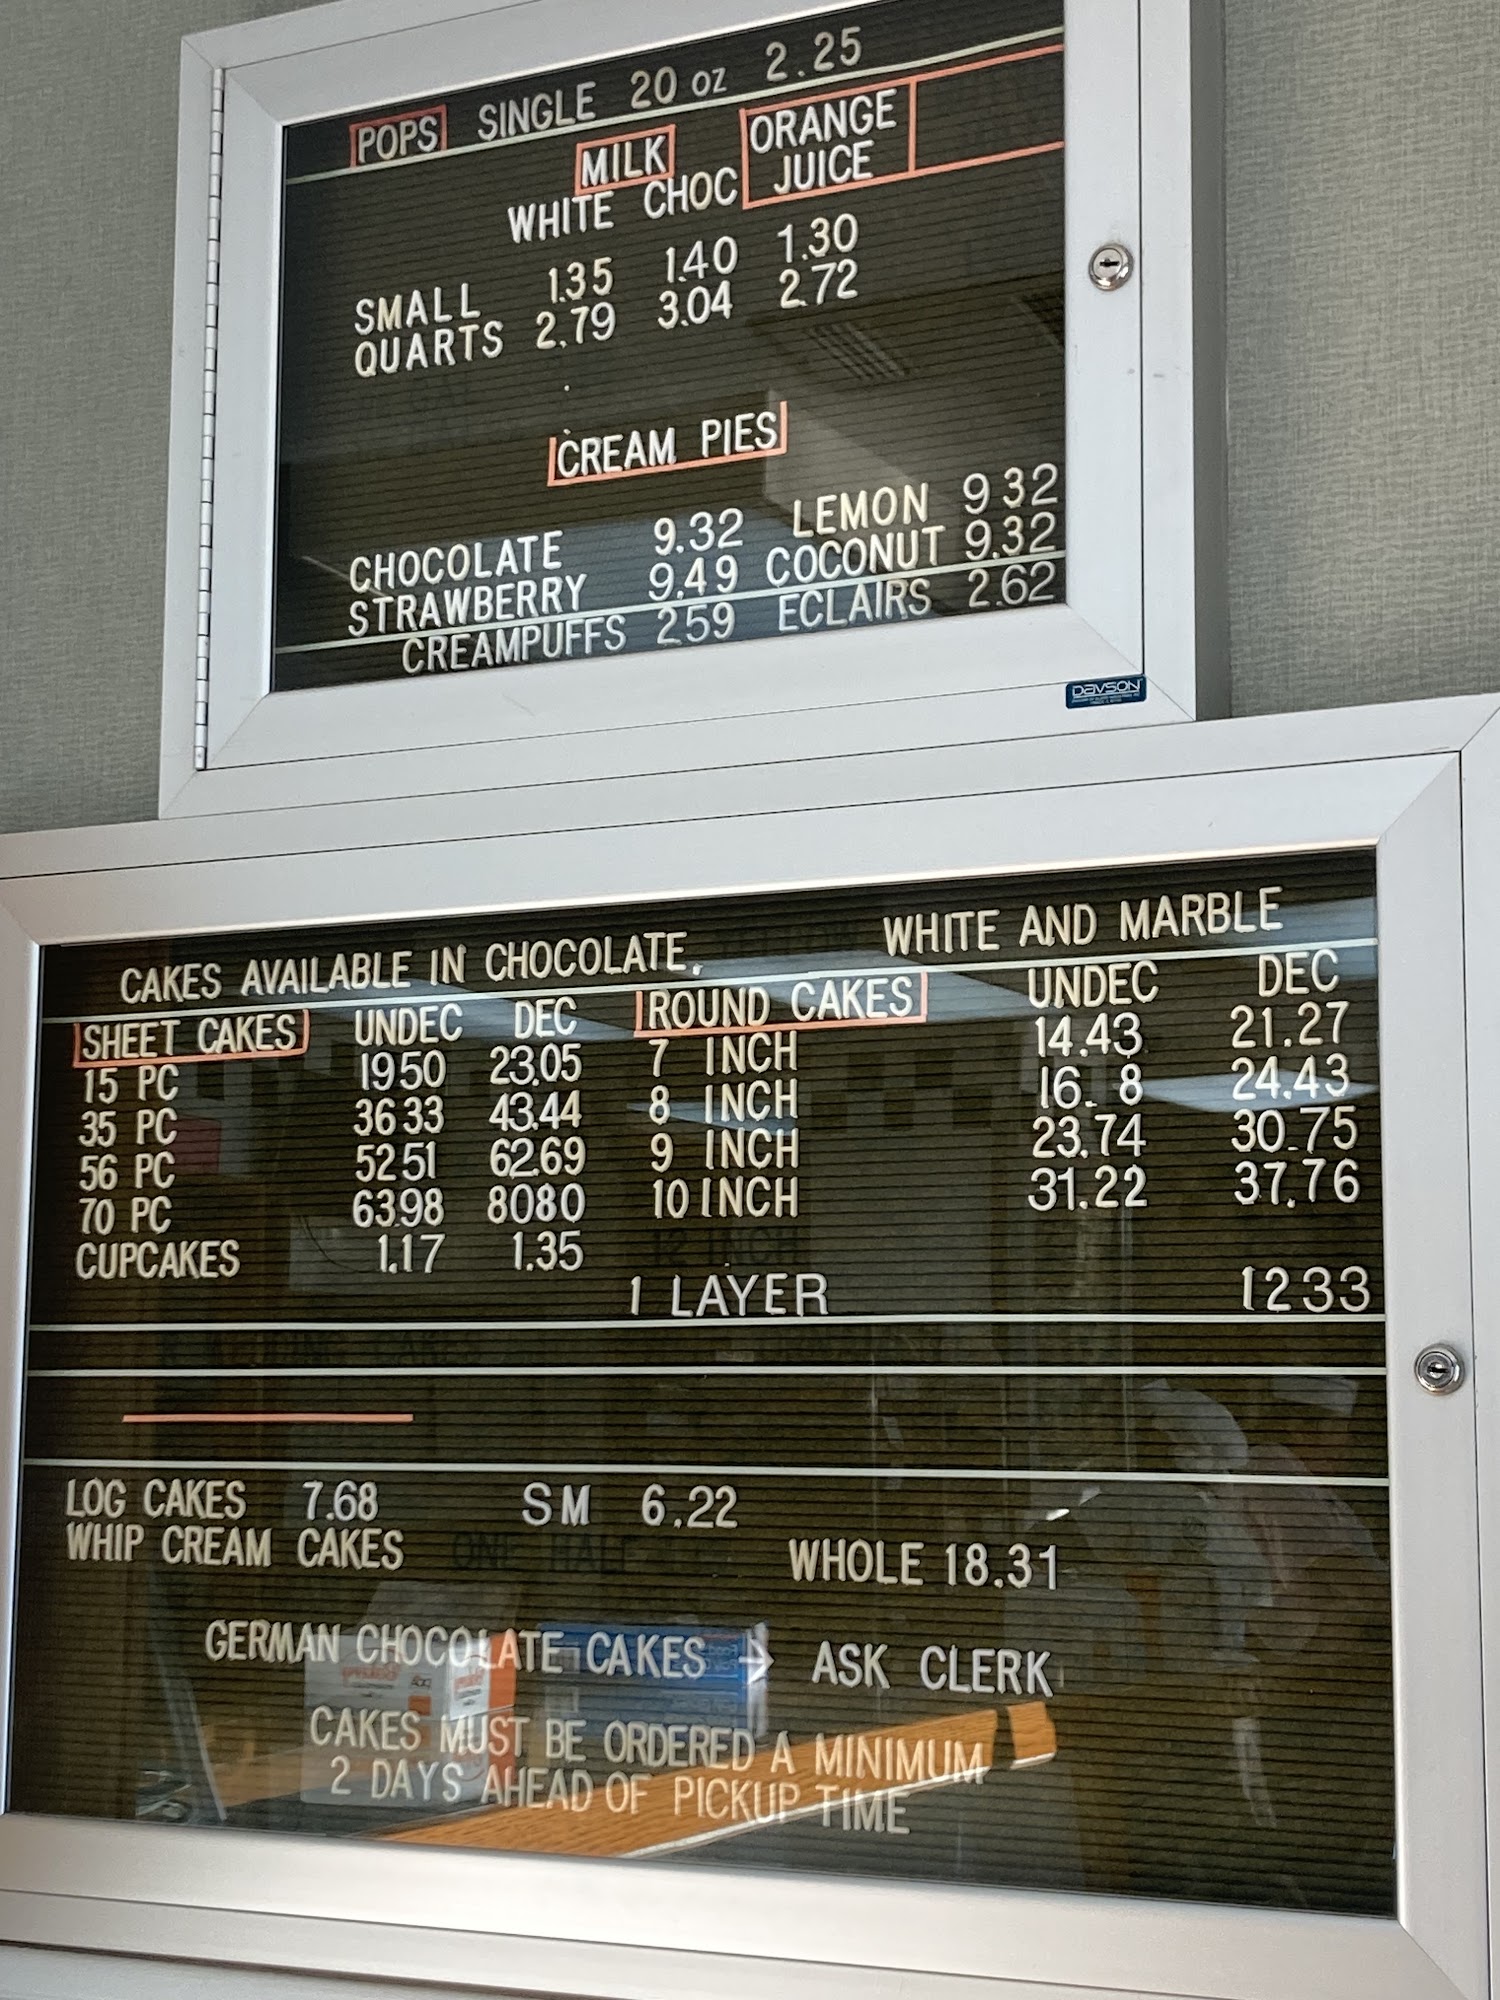 POPS SINGLE 20 oz 2.25
MILK ORANGE JUICE
WHITE CHOC
SMALL 1.35 1.40 1.30
QUARTS 2.79 3.04 2.72
CREAM PIES
CHOCOLATE 9.32 LEMON 9 32
STRAWBERRY 9.49 COCONUT 9.32
CREAMPUFFS 259 ECLAIRS 2.62
DAVSON
CAKES AVAILABLE IN CHOCOLATE, WHITE AND MARBLE
SHEET CAKES UNDEC DEC ROUND CAKES UNDEC DEC
15 PC 1950 23.05 7 INCH 14.43 21.27
35 PC 36 33 43.44 8 INCH 16. 8 24.43
56 PC 5251 62.69 9 INCH 23.74 30.75
70 PC 63.98 8080 10 INCH 31.22 37.76
CUPCAKES 1.17 1.35
1 LAYER 1233
LOG CAKES 7.68 SM 6.22
WHIP CREAM CAKES WHOLE 18.31
GERMAN CHOCOLATE CAKES → ASK CLERK
CAKES MUST BE ORDERED A MINIMUM
2 DAYS AHEAD OF PICKUP TIME